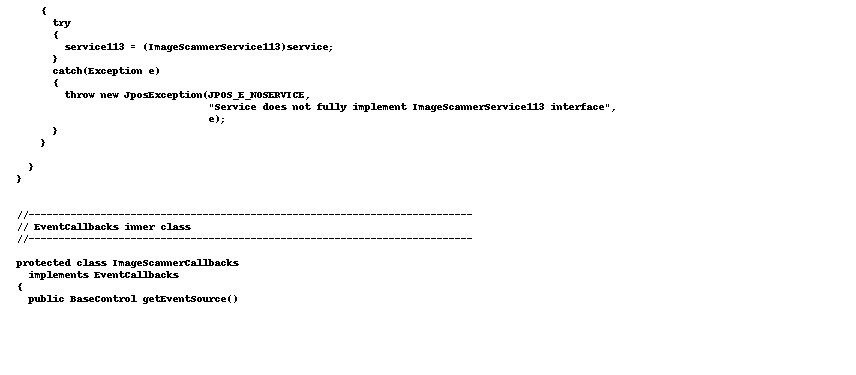 {
try
{
service113 = (ImageScannerService113)service;
}
catch(Exception e)
{
throw new JposException(JPOS_E_NOSERVICE,
"Service does not fully implement ImageScannerService113 interface",
e);
}
}
}
}
//--------------------------------------------------------------------------
// EventCallbacks inner class
//--------------------------------------------------------------------------
protected class ImageScannerCallbacks
implements EventCallbacks
{
public BaseControl getEventSource()